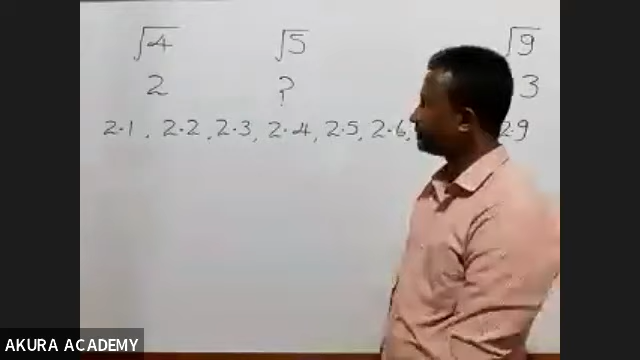 √4 √5 √9
2 ? 3
2·1, 2·2, 2·3, 2·4, 2·5, 2·6, 2·9
AKURA ACADEMY